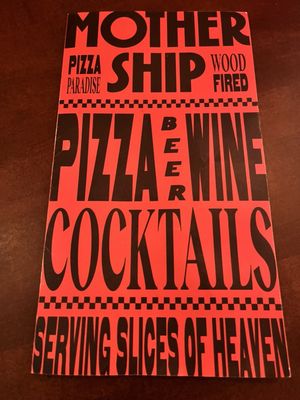 MOTHER
PIZZA PARADISE SHIP WOOD FIRED
PIZZA BEER WINE
COCKTAILS
SERVING SLICES OF HEAVEN